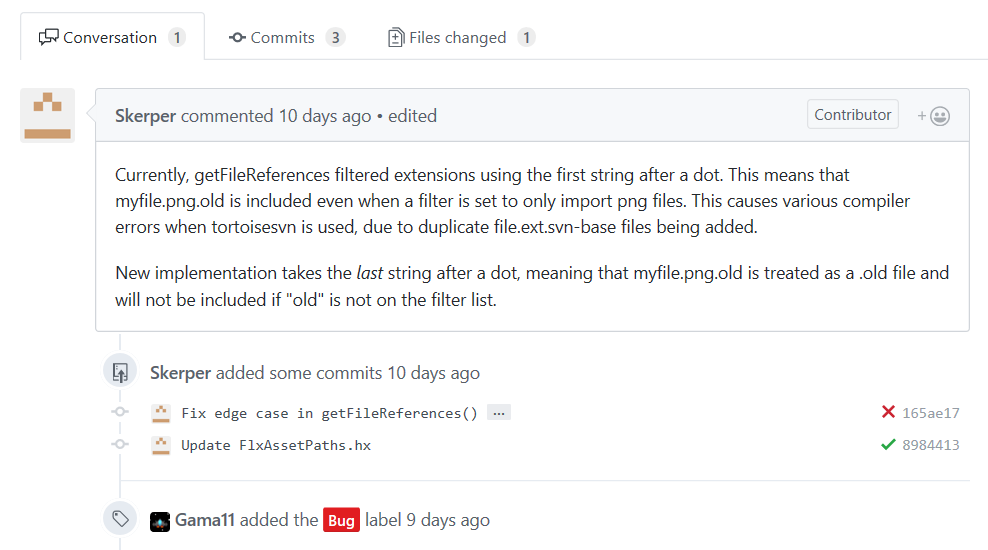 Conversation 1 Commits 3 Files changed 1
Skerper commented 10 days ago • edited Contributor +
Currently, getFileReferences filtered extensions using the first string after a dot. This means that
myfile.png.old is included even when a filter is set to only import png files. This causes various compiler
errors when tortoisesvn is used, due to duplicate file.ext.svn-base files being added.
New implementation takes the last string after a dot, meaning that myfile.png.old is treated as a .old file and
will not be included if "old" is not on the filter list.
Skerper added some commits 10 days ago
Fix edge case in getFileReferences() ... 165ae17
Update FlxAssetPaths.hx 8984413
Gama11 added the Bug label 9 days ago